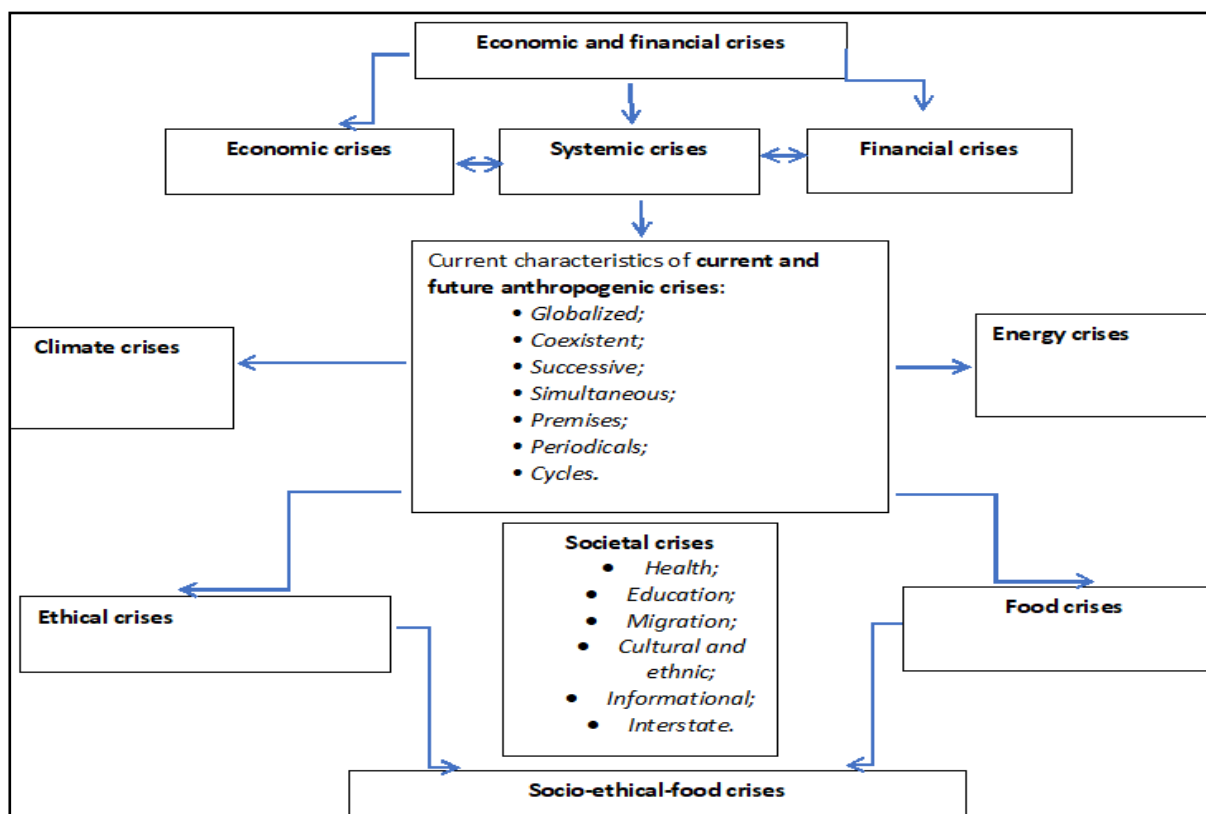 Economic and financial crises
Economic crises
Systemic crises
Financial crises
Current characteristics of current and
future anthropogenic crises:
• Globalized;
• Coexistent;
• Successive;
• Simultaneous;
• Premises;
• Periodicals;
• Cycles.
Climate crises
Energy crises
Societal crises
• Health;
• Education;
• Migration;
• Cultural and
ethnic;
• Informational;
• Interstate.
Ethical crises
Food crises
Socio-ethical-food crises